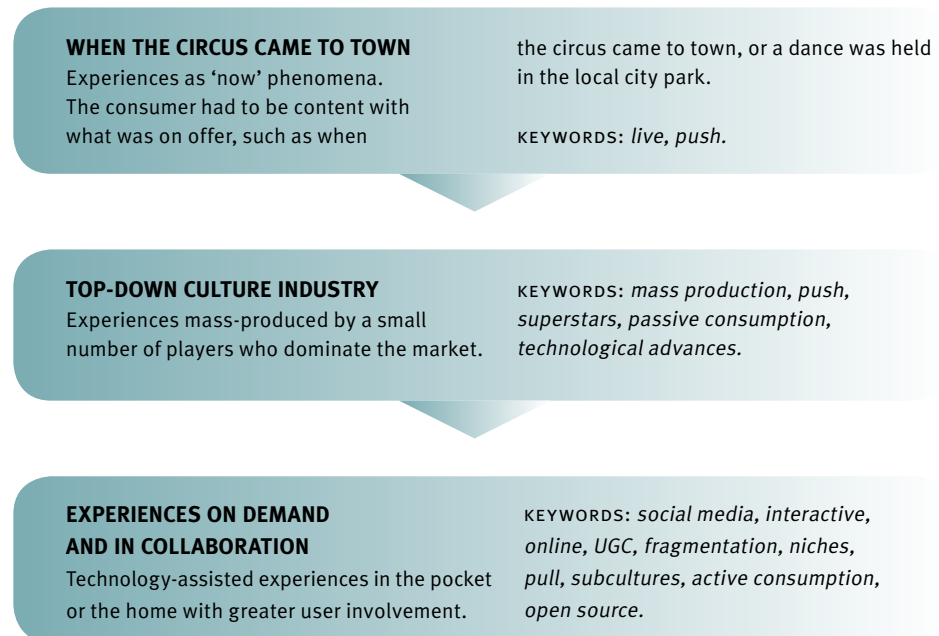 WHEN THE CIRCUS CAME TO TOWN
Experiences as ‘now’ phenomena.
The consumer had to be content with
what was on offer, such as when
the circus came to town, or a dance was held
in the local city park.
KEYWORDS: live, push.
TOP-DOWN CULTURE INDUSTRY
Experiences mass-produced by a small
number of players who dominate the market.
KEYWORDS: mass production, push,
superstars, passive consumption,
technological advances.
EXPERIENCES ON DEMAND
AND IN COLLABORATION
Technology-assisted experiences in the pocket
or the home with greater user involvement.
KEYWORDS: social media, interactive,
online, UGC, fragmentation, niches,
pull, subcultures, active consumption,
open source.